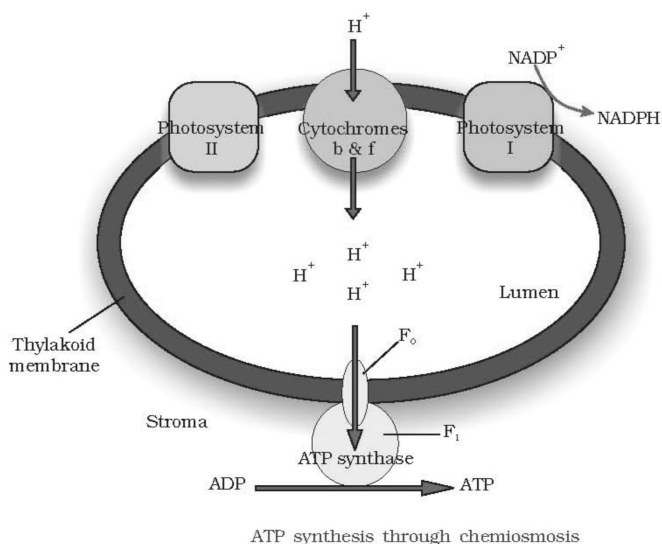 H+
NADP+
NADPH
Photosystem
II
Cytochromes
b & f
Photosystem
I
H+
H+
H+
H+
Lumen
F0
Thylakoid
membrane
Stroma
F1
ATP synthase
ADP
ATP
ATP synthesis through chemiosmosis